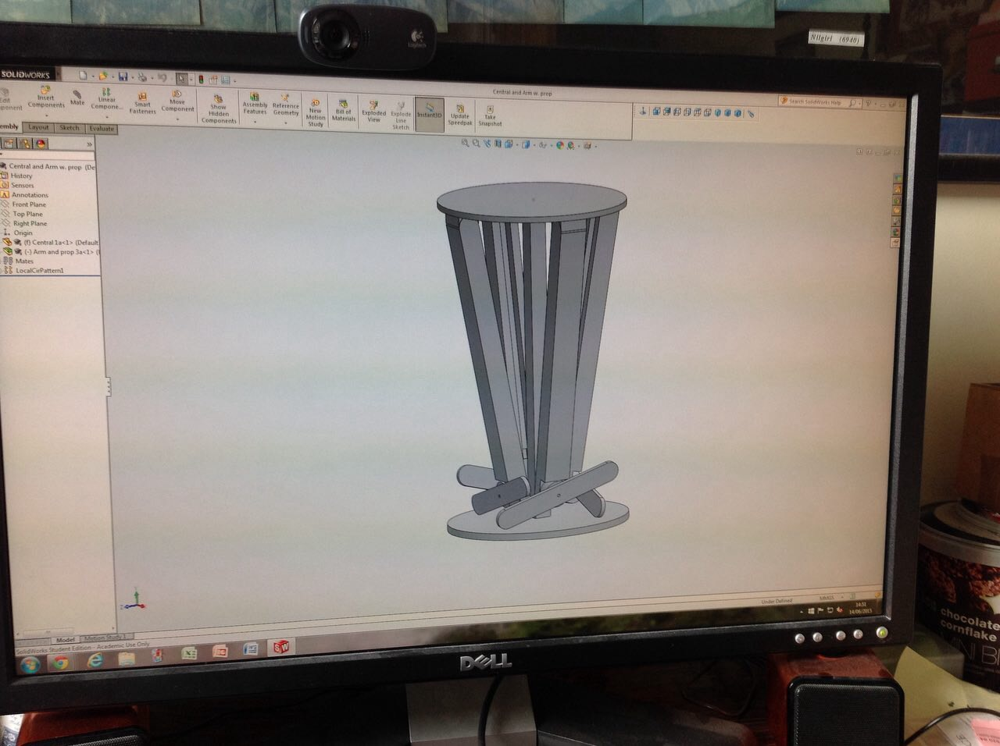 Logitech
Nilgiri (6940)
SOLIDWORKS
Central and Arm w. prop
Search SolidWorks Help
Insert
Components
Mate
Linear
Compone...
Smart
Fasteners
Move
Component
Show
Hidden
Components
Assembly
Features
Reference
Geometry
New
Motion
Study
Bill of
Materials
Exploded
View
Explode
Line
Sketch
Instant3D
Update
Speedpak
Take
Snapshot
Layout Sketch Evaluate
Central and Arm w. prop (De
History
Sensors
Annotations
Front Plane
Top Plane
Right Plane
Origin
(f) Central 1a<1> (Default
(-) Arm and prop 3a<1> (
Mates
LocalCirPattern1
Under Defined
MMGS
14:51
14/06/2013
Model Motion Study 1
SolidWorks Student Edition - Academic Use Only
DELL
chocolate
cornflake
MINI BI